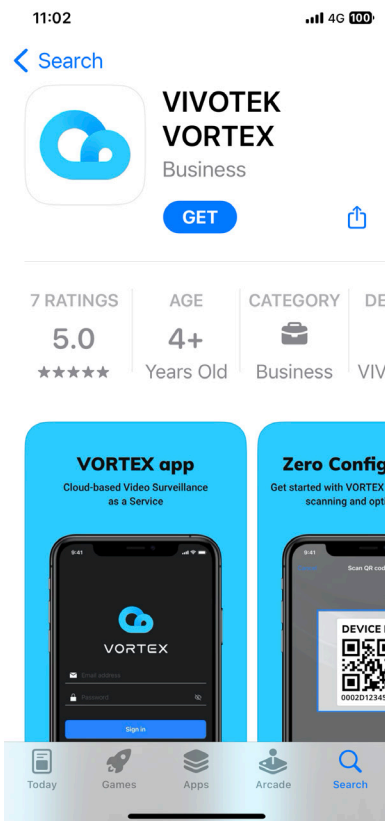 11:02
4G 100
Search
VIVOTEK
VORTEX
Business
GET
7 RATINGS AGE CATEGORY DE
5.0 4+
Years Old Business VIV
VORTEX app
Cloud-based Video Surveillance
as a Service
9:41
VORTEX
Email address
Password
Sign in
Zero Config
Get started with VORTEX
scanning and opt
9:41
Scan QR cod
DEVICE
0002D12345
Today Games Apps Arcade Search